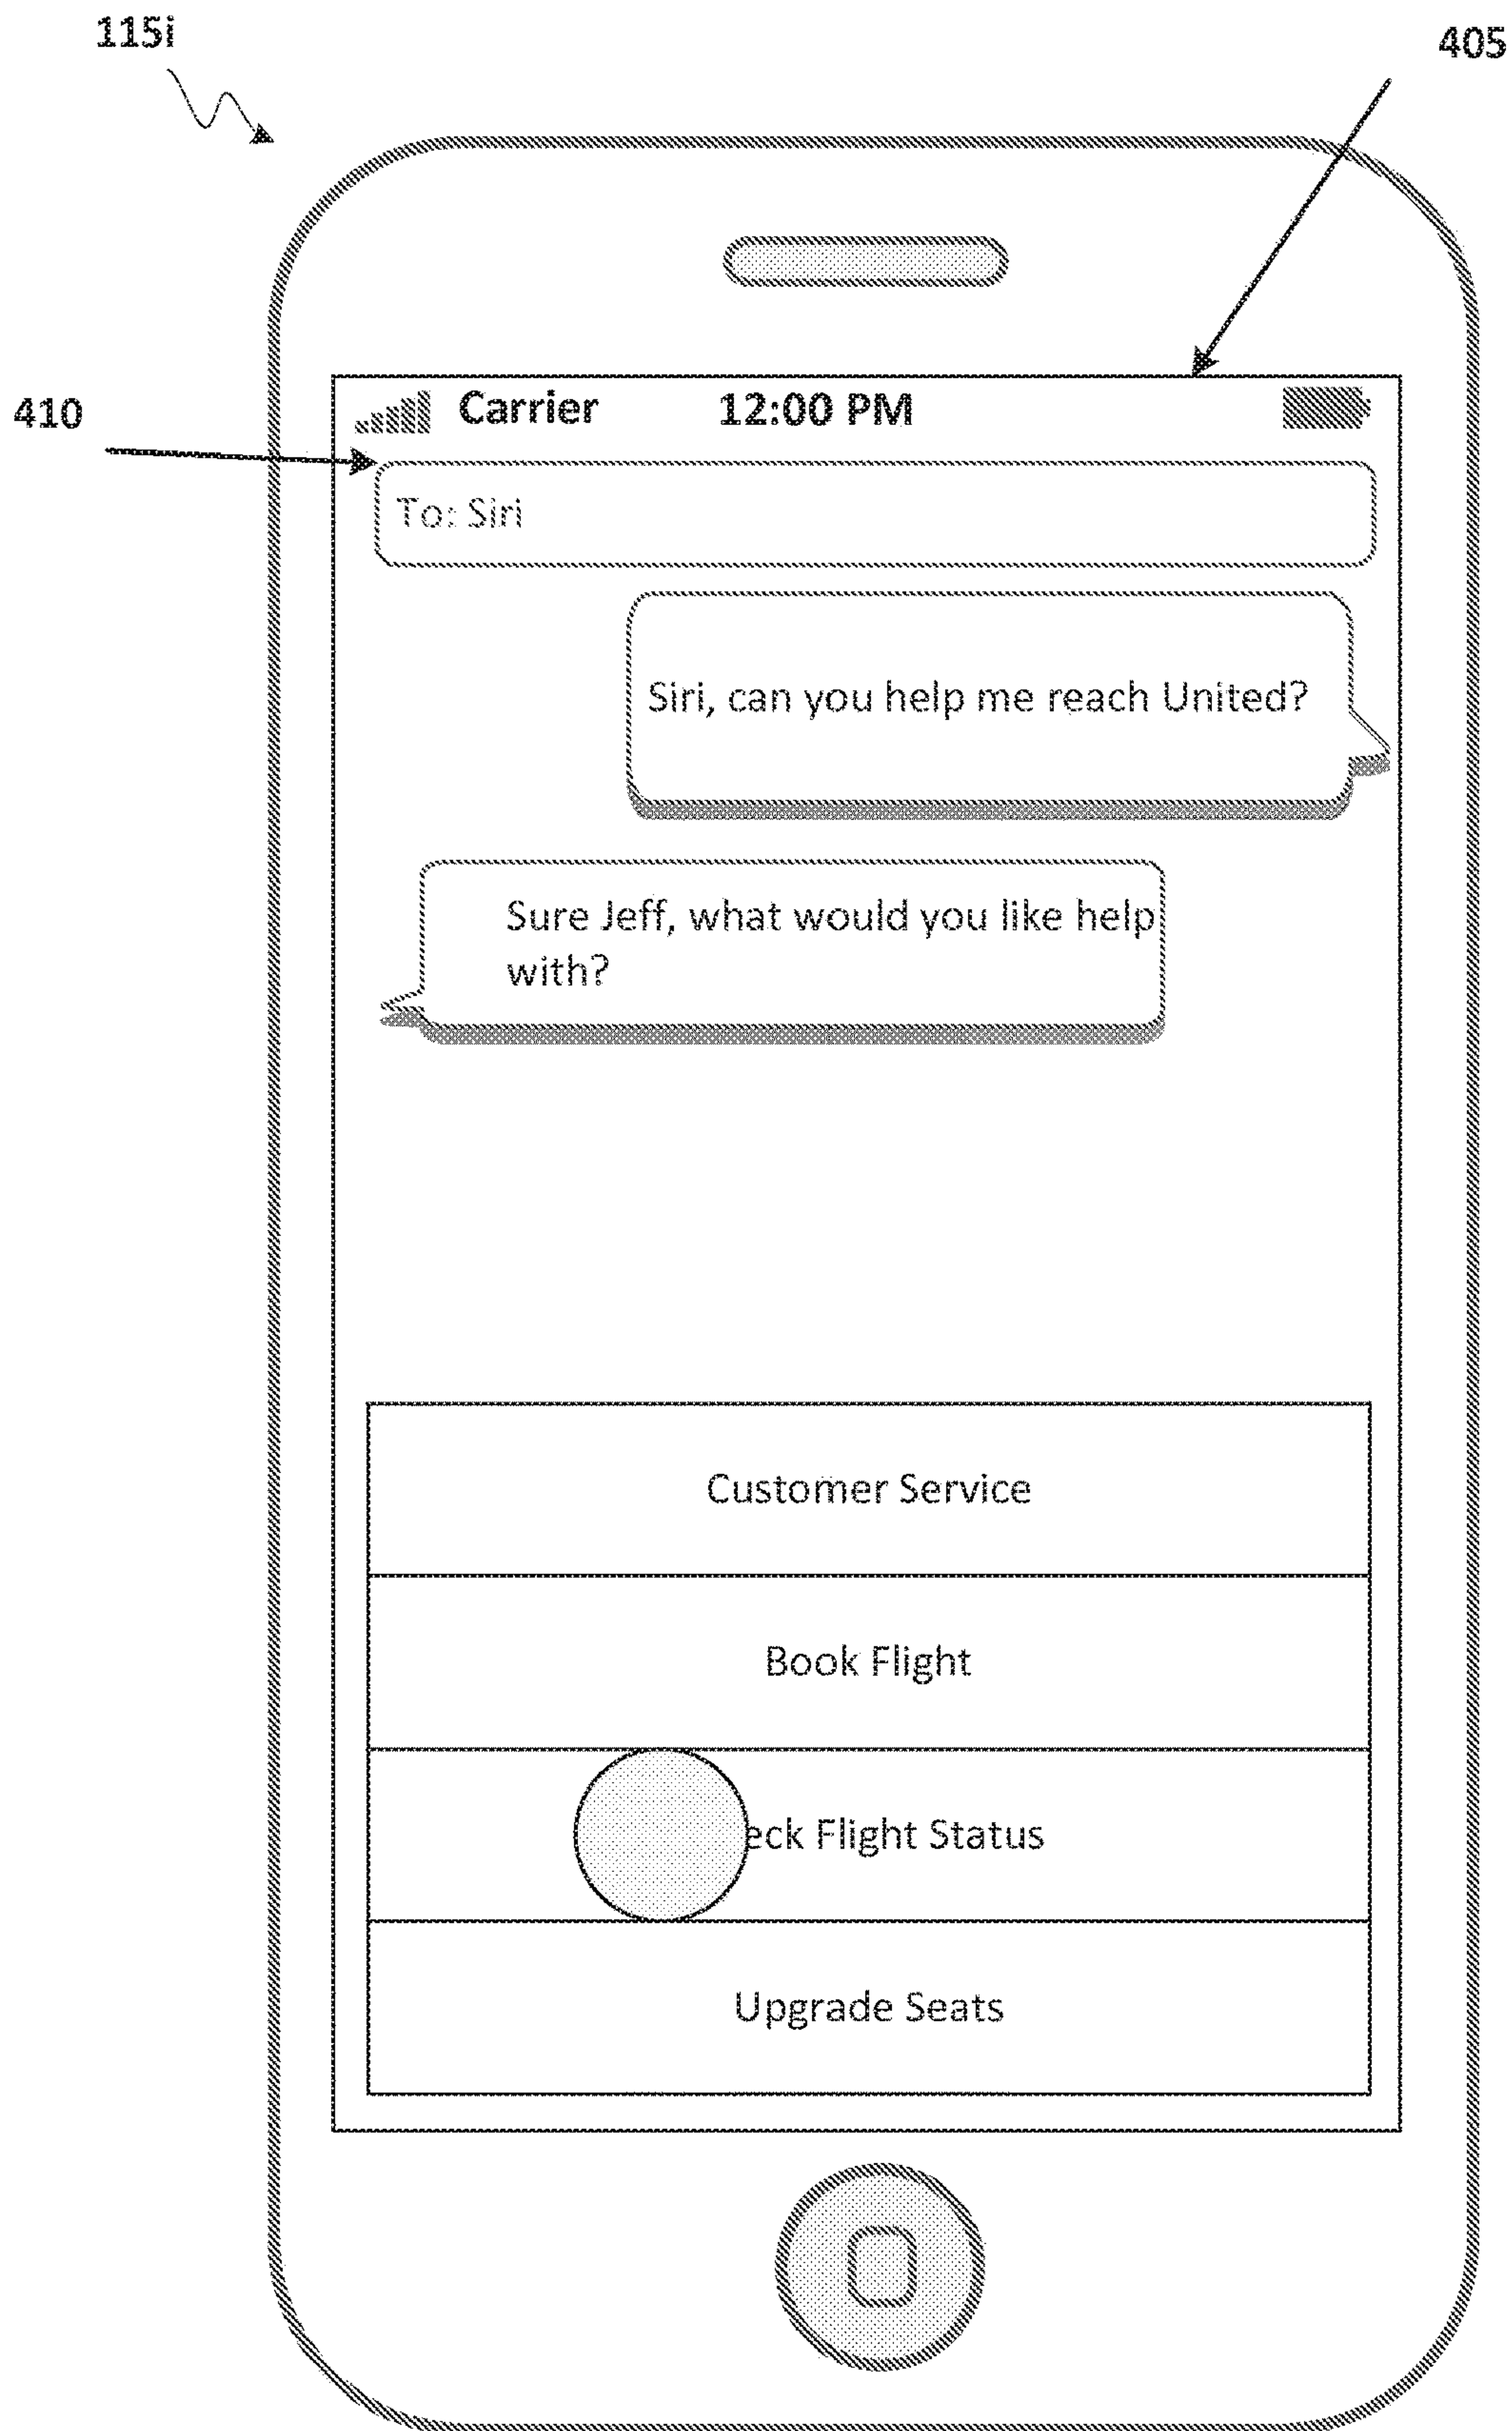 115i
405
410
Carrier 12:00 PM
To: Siri
Siri, can you help me reach United?
Sure Jeff, what would you like help
with?
Customer Service
Book Flight
eck Flight Status
Upgrade Seats